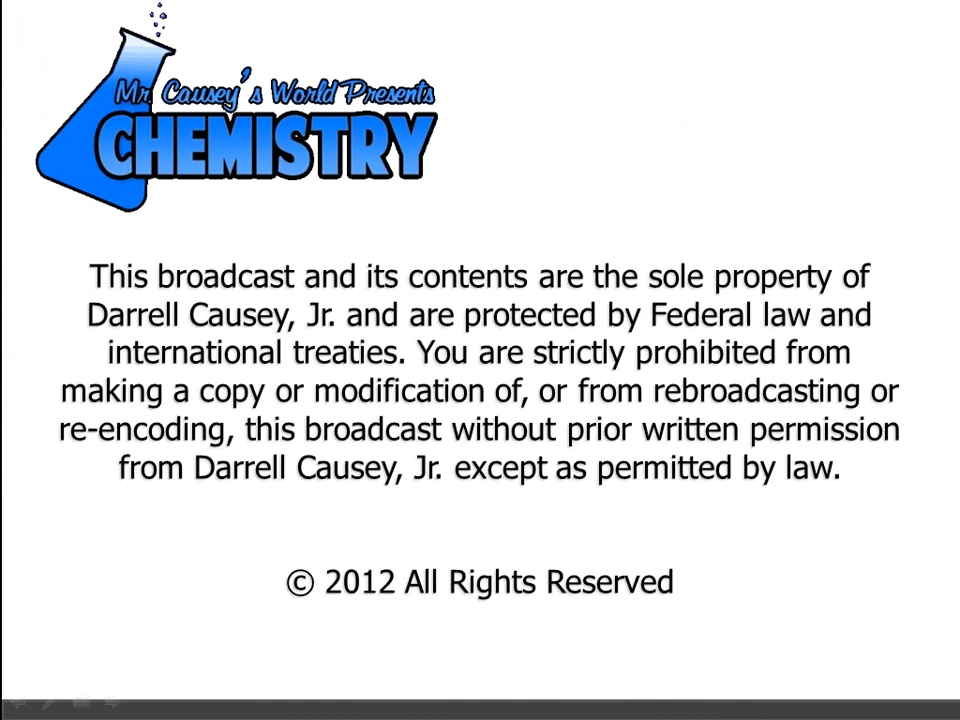 Mr. Causey's World Presents
CHEMISTRY
This broadcast and its contents are the sole property of
Darrell Causey, Jr. and are protected by Federal law and
international treaties. You are strictly prohibited from
making a copy or modification of, or from rebroadcasting or
re-encoding, this broadcast without prior written permission
from Darrell Causey, Jr. except as permitted by law.
© 2012 All Rights Reserved